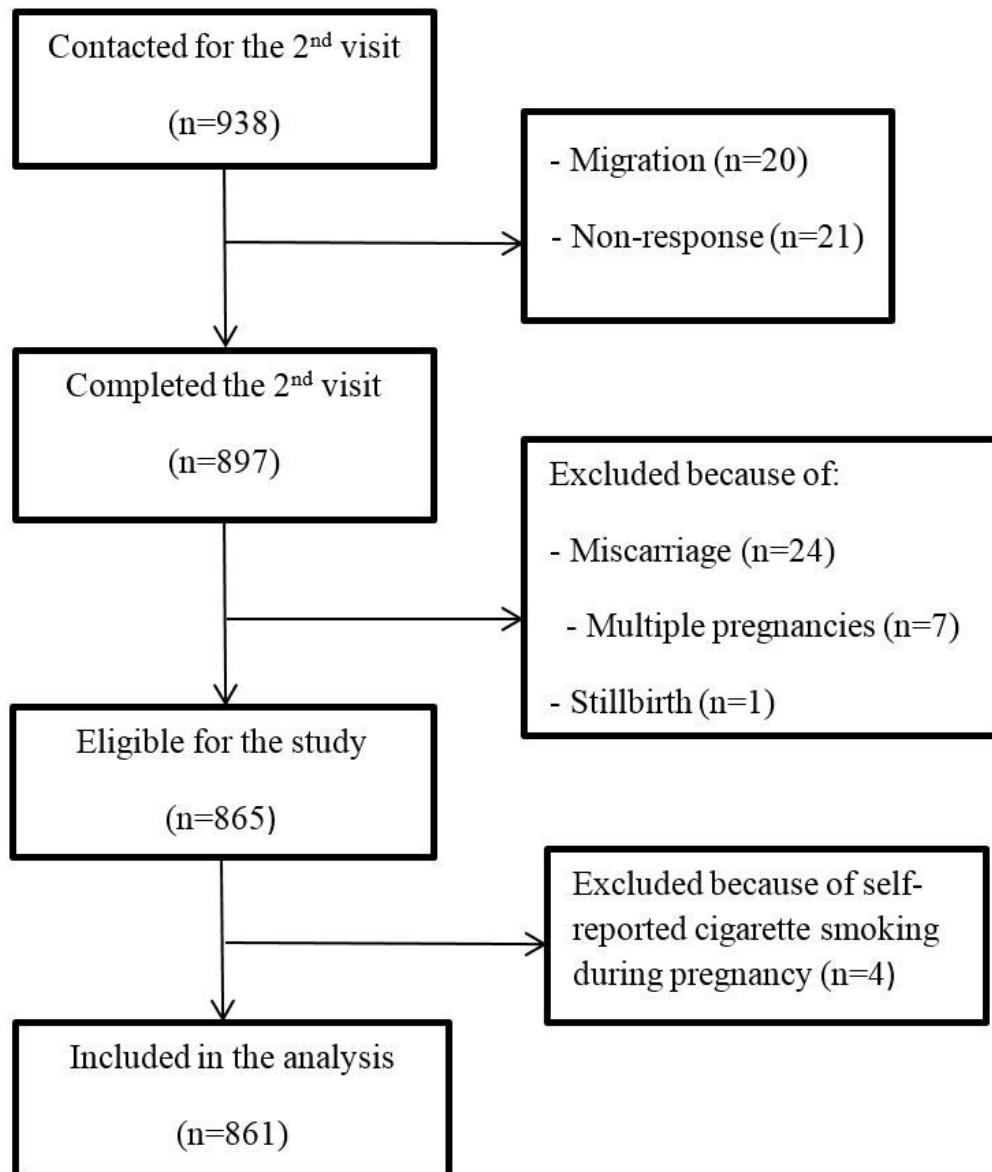 Contacted for the 2nd visit
(n=938)
- Migration (n=20)
- Non-response (n=21)
Completed the 2nd visit
(n=897)
Excluded because of:
- Miscarriage (n=24)
- Multiple pregnancies (n=7)
- Stillbirth (n=1)
Eligible for the study
(n=865)
Excluded because of self-
reported cigarette smoking
during pregnancy (n=4)
Included in the analysis
(n=861)